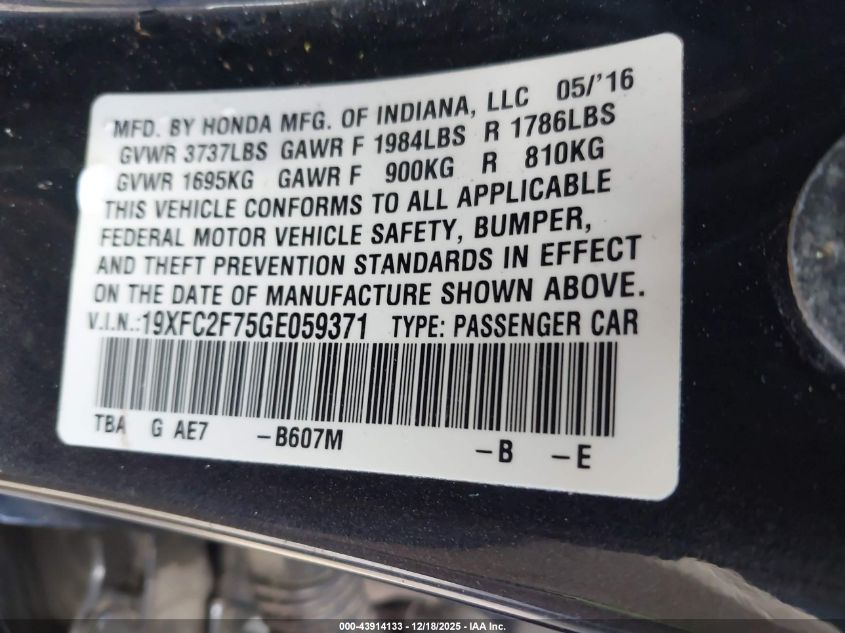 MFD. BY HONDA MFG. OF INDIANA, LLC 05/'16
GVWR 3737LBS GAWR F 1984LBS R 1786LBS
GVWR 1695KG GAWR F 900KG R 810KG
THIS VEHICLE CONFORMS TO ALL APPLICABLE
FEDERAL MOTOR VEHICLE SAFETY, BUMPER,
AND THEFT PREVENTION STANDARDS IN EFFECT
ON THE DATE OF MANUFACTURE SHOWN ABOVE.
V.I.N.:19XFC2F75GE059371 TYPE: PASSENGER CAR
TBA G AE7 -B607M -B -E
000-43914133 - 12/18/2025 - IAA Inc.